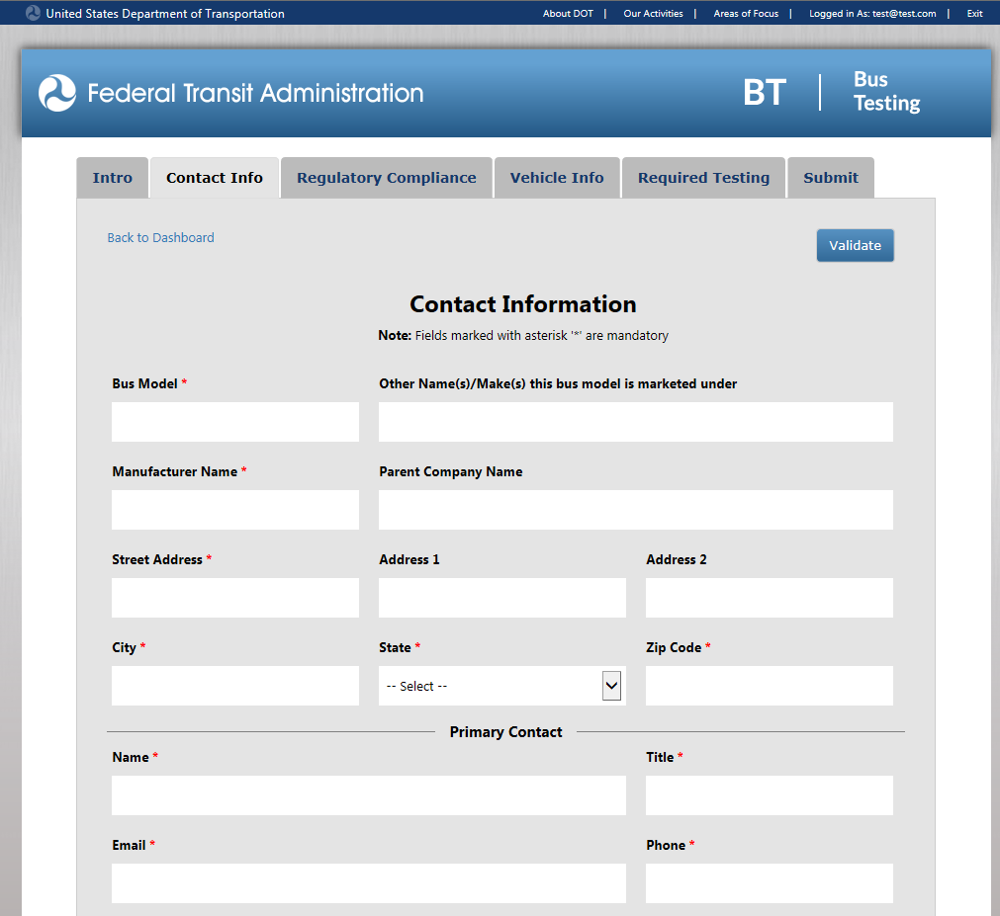 United States Department of Transportation
About DOT | Our Activities | Areas of Focus | Logged in As: test@test.com | Exit
Federal Transit Administration
BT
Bus
Testing
Intro
Contact Info
Regulatory Compliance
Vehicle Info
Required Testing
Submit
Back to Dashboard
Validate
Contact Information
Note: Fields marked with asterisk '*' are mandatory
Bus Model *
Other Name(s)/Make(s) this bus model is marketed under
Manufacturer Name *
Parent Company Name
Street Address *
Address 1
Address 2
City *
State *
Zip Code *
-- Select --
Primary Contact
Name *
Title *
Email *
Phone *